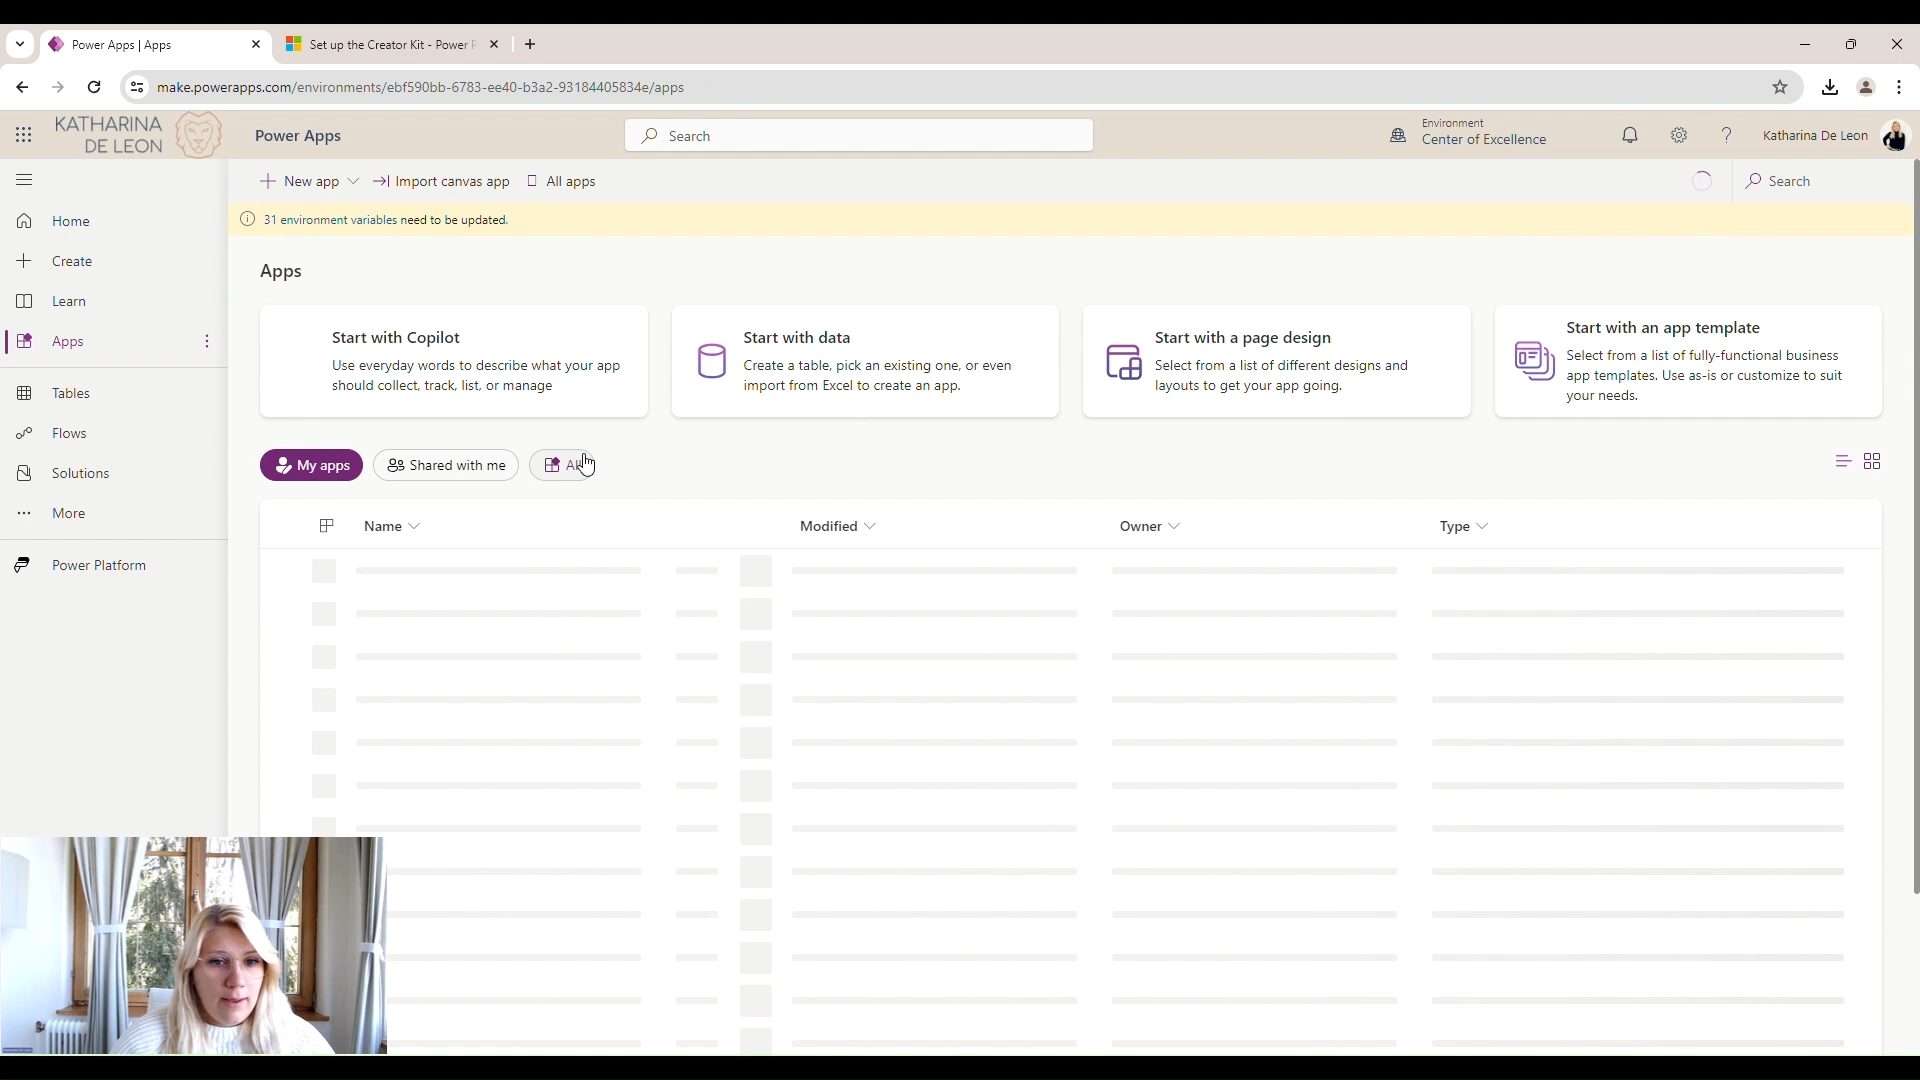 Power Apps | Apps
Set up the Creator Kit - Power
make.powerapps.com/environments/ebf590bb-6783-ee40-b3a2-93184405834e/apps
KATHARINA
DE LEON
Power Apps
Search
Environment
Center of Excellence
Katharina De Leon
New app
Import canvas app
All apps
Search
31 environment variables need to be updated.
Home
Create
Learn
Apps
Tables
Flows
Solutions
More
Power Platform
Apps
Start with Copilot
Use everyday words to describe what your app
should collect, track, list, or manage
Start with data
Create a table, pick an existing one, or even
import from Excel to create an app.
Start with a page design
Select from a list of different designs and
layouts to get your app going.
Start with an app template
Select from a list of fully-functional business
app templates. Use as-is or customize to suit
your needs.
My apps
Shared with me
All
Name
Modified
Owner
Type